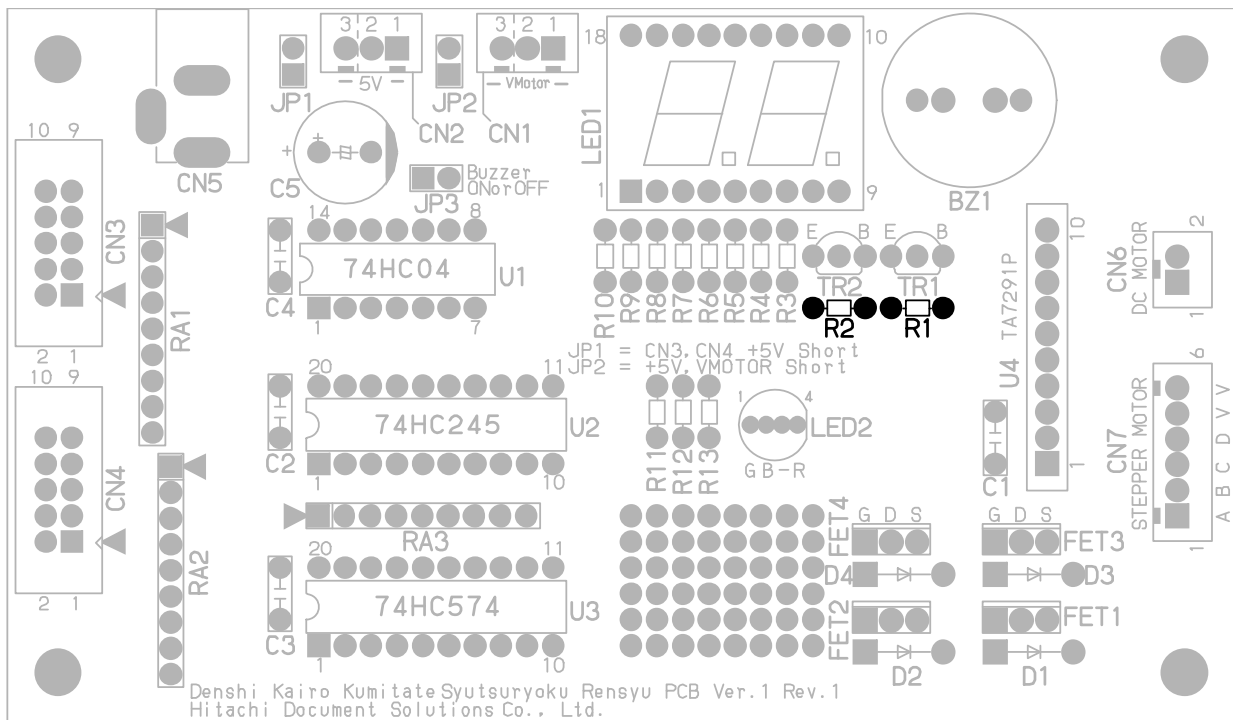 3 2 1
3 2 1
18
10
JP1
5V
JP2
VMotor
LED1
10 9
CN2
CN1
+
+
CN5
C5
Buzzer
ONorOFF
JP3
1
9
BZ1
CN3
14
8
E B
E B
10
2
74HC04
U1
TR2
TR1
TA7291P
DC MOTOR
CN6
C4
1
7
R10
R9
R8
R7
R6
R5
R4
R3
R2
R1
1
2 1
RA1
JP1 = CN3, CN4 +5V Short
JP2 = +5V, VMOTOR Short
U4
6
10 9
20
11
1
4
74HC245
U2
LED2
STEPPER MOTOR
CN7
A B C D V V
C2
1
10
R11
R12
R13
G B-R
C1
1
1
CN4
RA3
FET4
G D S
G D S
FET3
20
11
D4
D3
2 1
RA2
74HC574
U3
FET2
FET1
C3
1
10
D2
D1
Denshi Kairo Kumitate Syutsuryoku Rensyu PCB Ver.1 Rev.1
Hitachi Document Solutions Co., Ltd.